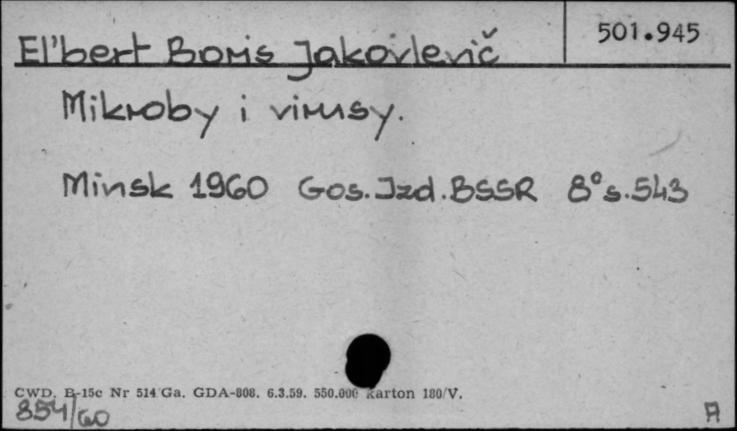 501.945
El'bert Boris Jakovlevič
Mikroby i virusy.
Minsk 1960 Gos. Izd. BSSR 8° s. 543
CWD. B-15c Nr 514 Ga. GDA-808. 6.3.59. 550.000 karton 180/V.
854/60
A